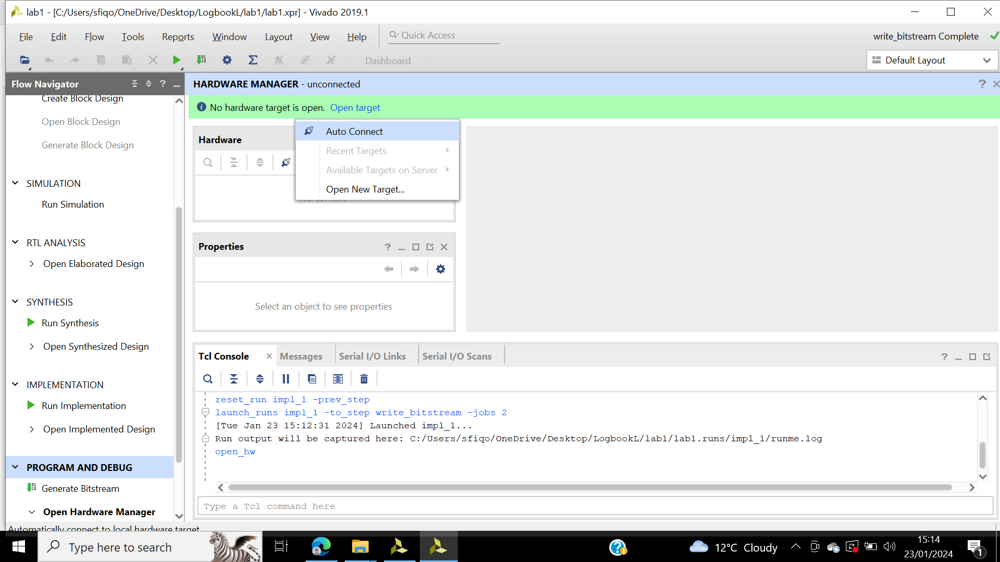 lab1 - [C:/Users/sfiqo/OneDrive/Desktop/LogbookL/lab1/lab1.xpr] - Vivado 2019.1
File Edit Flow Tools Reports Window Layout View Help Quick Access
write_bitstream Complete
Dashboard
Default Layout
Flow Navigator
HARDWARE MANAGER - unconnected
No hardware target is open. Open target
Create Block Design
Open Block Design
Generate Block Design
SIMULATION
Run Simulation
RTL ANALYSIS
Open Elaborated Design
SYNTHESIS
Run Synthesis
Open Synthesized Design
IMPLEMENTATION
Run Implementation
Open Implemented Design
PROGRAM AND DEBUG
Generate Bitstream
Open Hardware Manager
Automatically connect to local hardware target
Hardware
Auto Connect
Recent Targets
Available Targets on Server
Open New Target...
No content
Properties
Select an object to see properties
Tcl Console Messages Serial I/O Links Serial I/O Scans
reset_run impl_1 -prev_step
launch_runs impl_1 -to_step write_bitstream -jobs 2
[Tue Jan 23 15:12:31 2024] Launched impl_1...
Run output will be captured here: C:/Users/sfiqo/OneDrive/Desktop/LogbookL/lab1/lab1.runs/impl_1/runme.log
open_hw
Type a Tcl command here
Type here to search
12°C Cloudy
15:14
23/01/2024
1